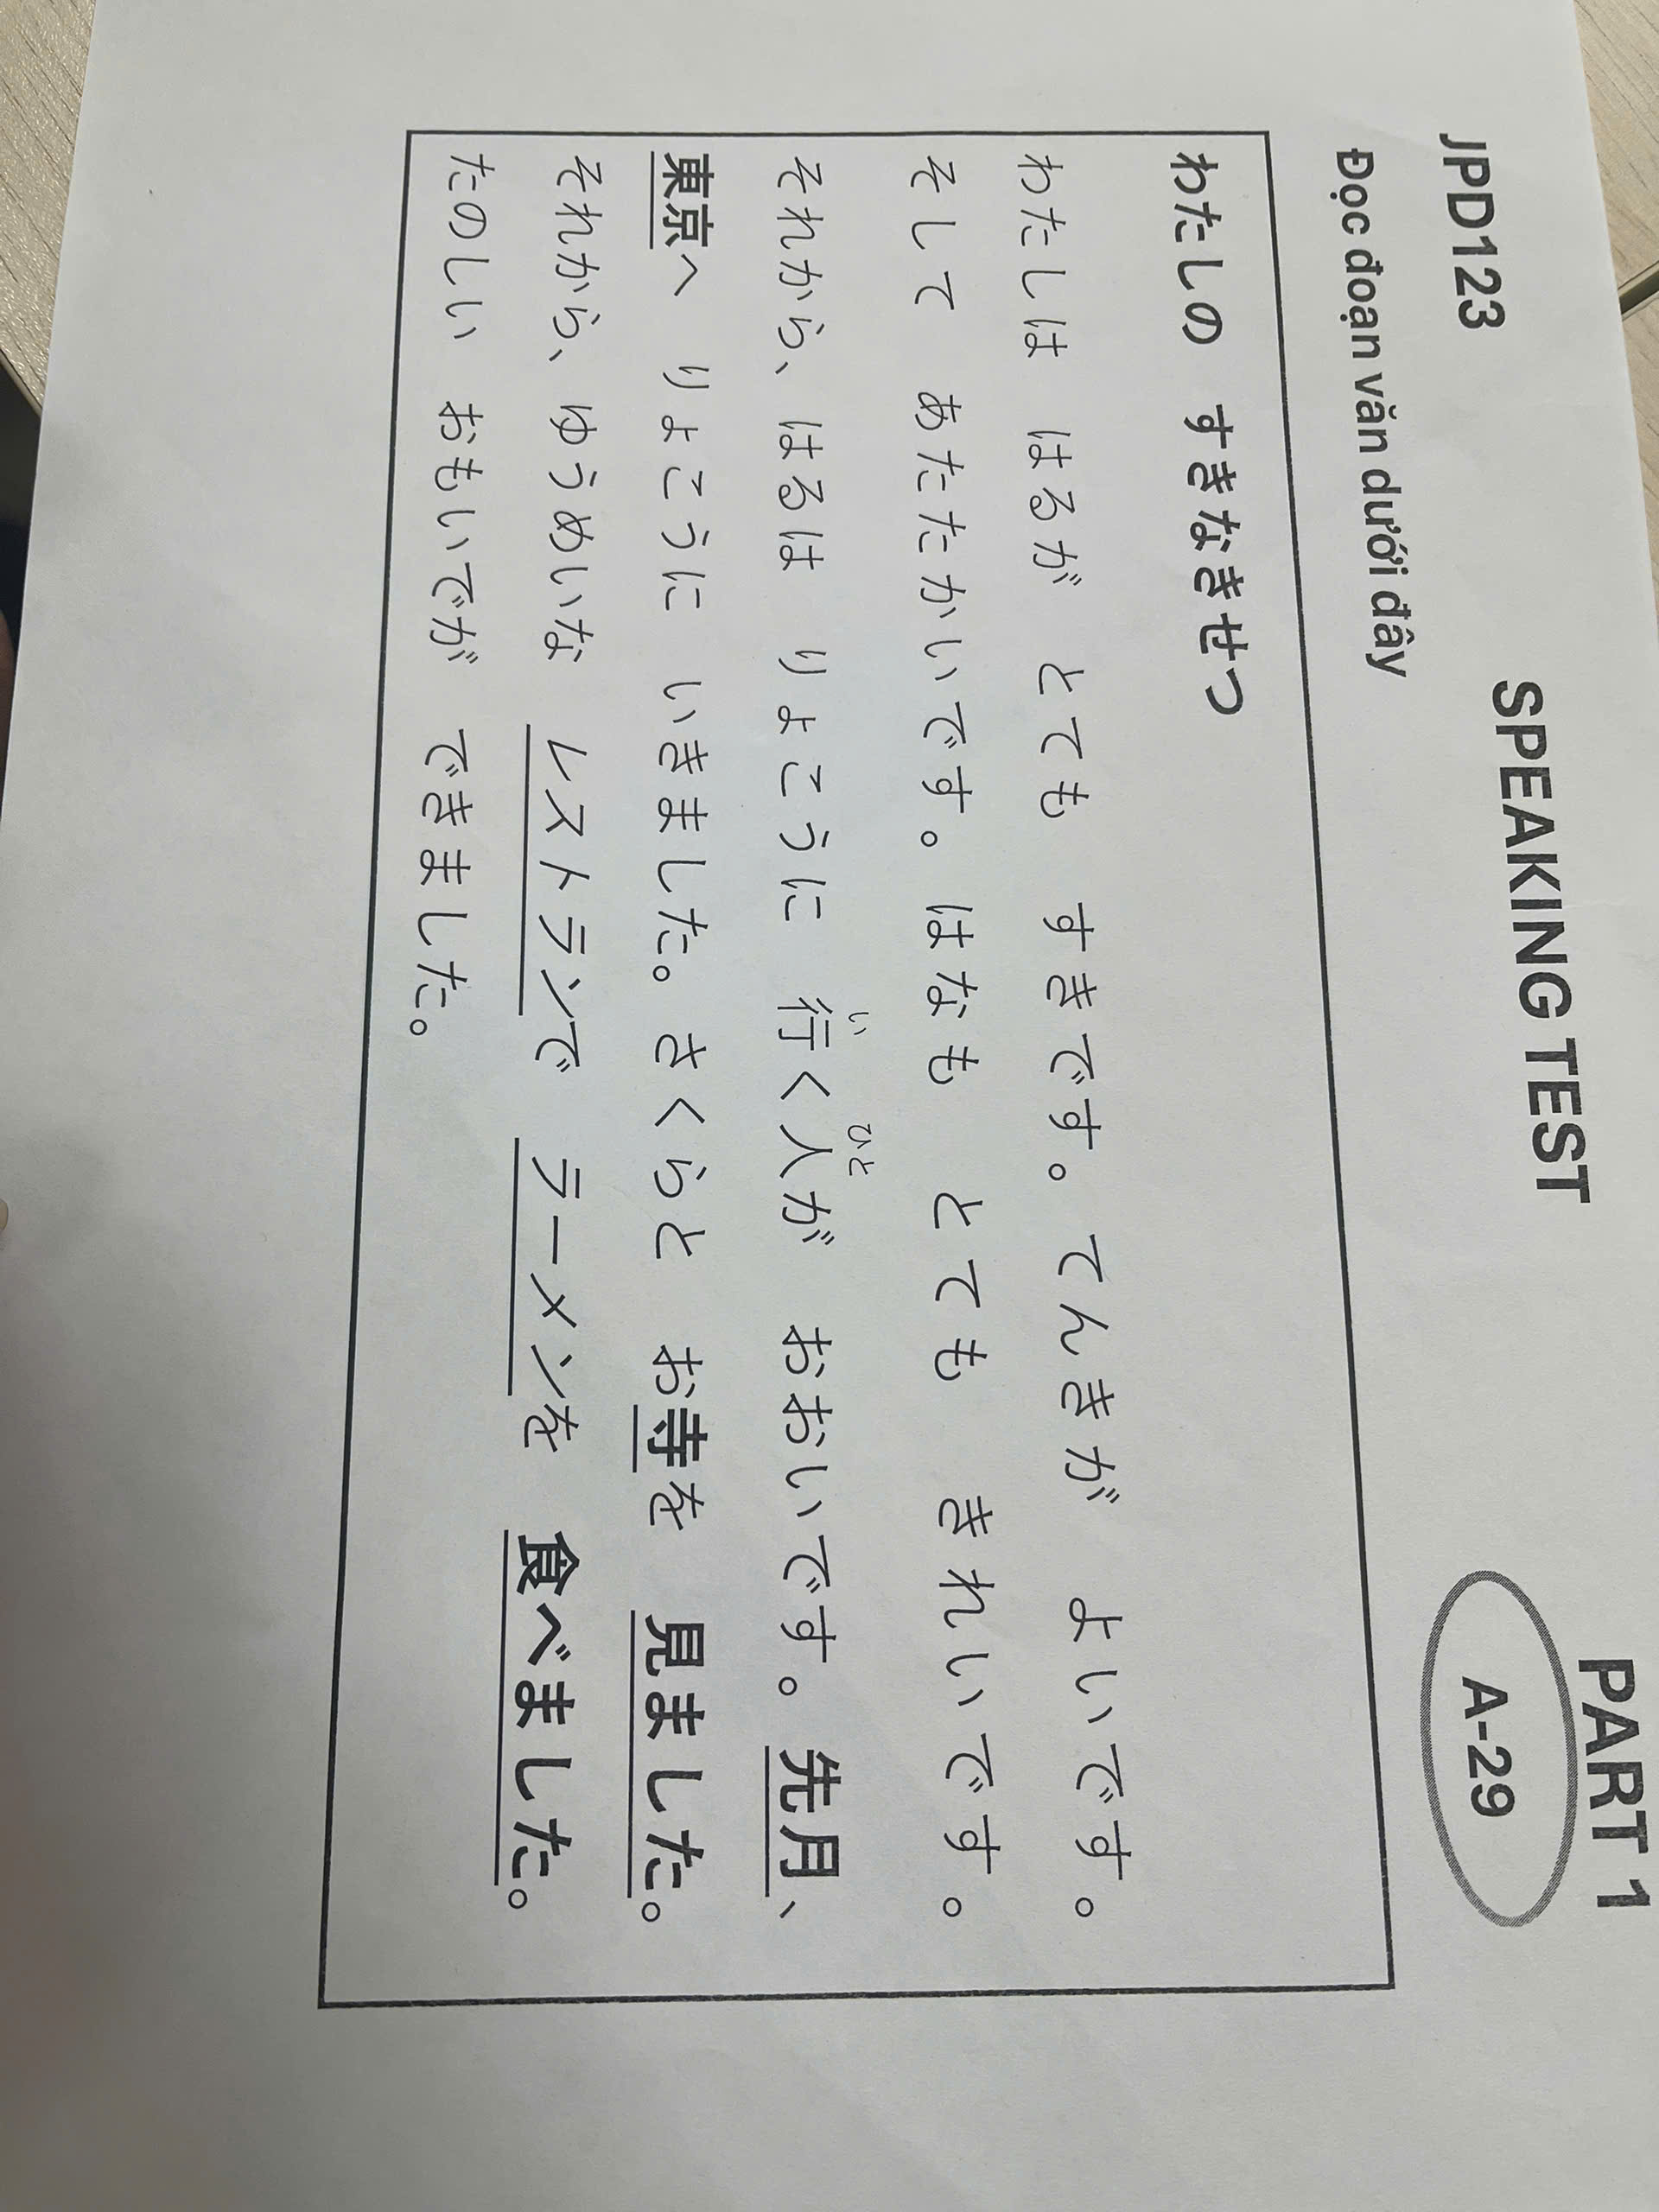 PART 1
SPEAKING TEST
A-29
JPD123
Đọc đoạn văn dưới đây
わたしの　すきなきせつ
わたしは　はるが　とても　すきです。てんきが　よいです。
そして　あたたかいです。はなも　とても　きれいです。
い　ひと
それから、はるは　りょこうに　行く人が　おおいです。先月、
東京へ　りょこうに　いきました。さくらと　お寺を　見ました。
それから、ゆうめいな　レストランで　ラーメンを　食べました。
たのしい　おもいでが　できました。